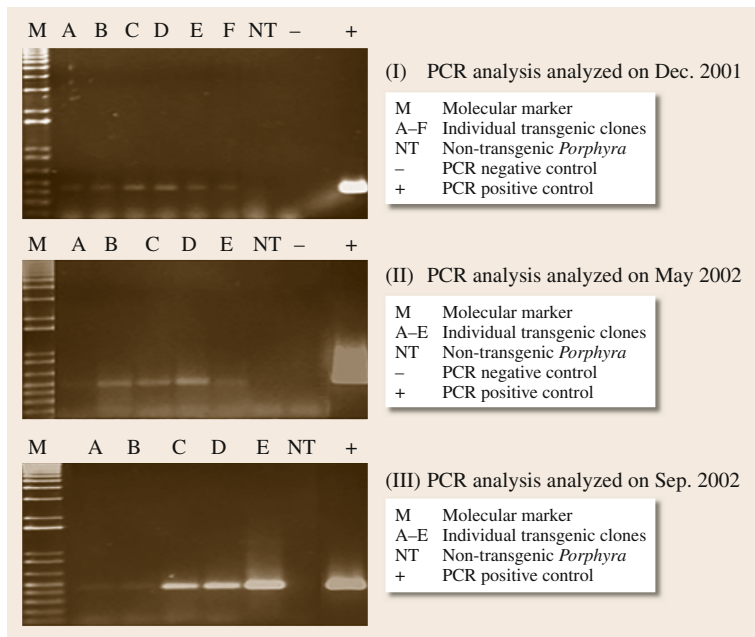 M A B C D E F NT – +
(I) PCR analysis analyzed on Dec. 2001
M Molecular marker
A–F Individual transgenic clones
NT Non-transgenic Porphyra
– PCR negative control
+ PCR positive control
M A B C D E NT – +
(II) PCR analysis analyzed on May 2002
M Molecular marker
A–E Individual transgenic clones
NT Non-transgenic Porphyra
– PCR negative control
+ PCR positive control
M A B C D E NT +
(III) PCR analysis analyzed on Sep. 2002
M Molecular marker
A–E Individual transgenic clones
NT Non-transgenic Porphyra
+ PCR positive control